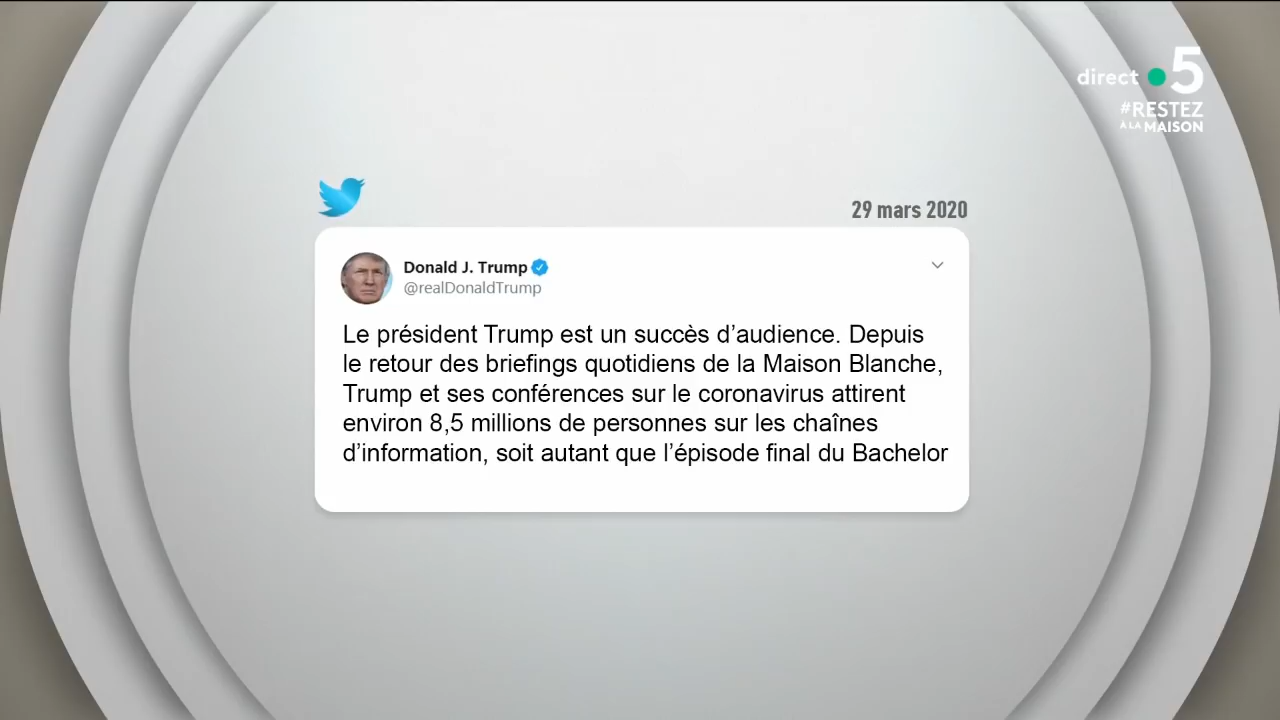 direct 5
#RESTEZ
À LA MAISON
29 mars 2020
Donald J. Trump
@realDonaldTrump
Le président Trump est un succès d’audience. Depuis
le retour des briefings quotidiens de la Maison Blanche,
Trump et ses conférences sur le coronavirus attirent
environ 8,5 millions de personnes sur les chaînes
d’information, soit autant que l’épisode final du Bachelor